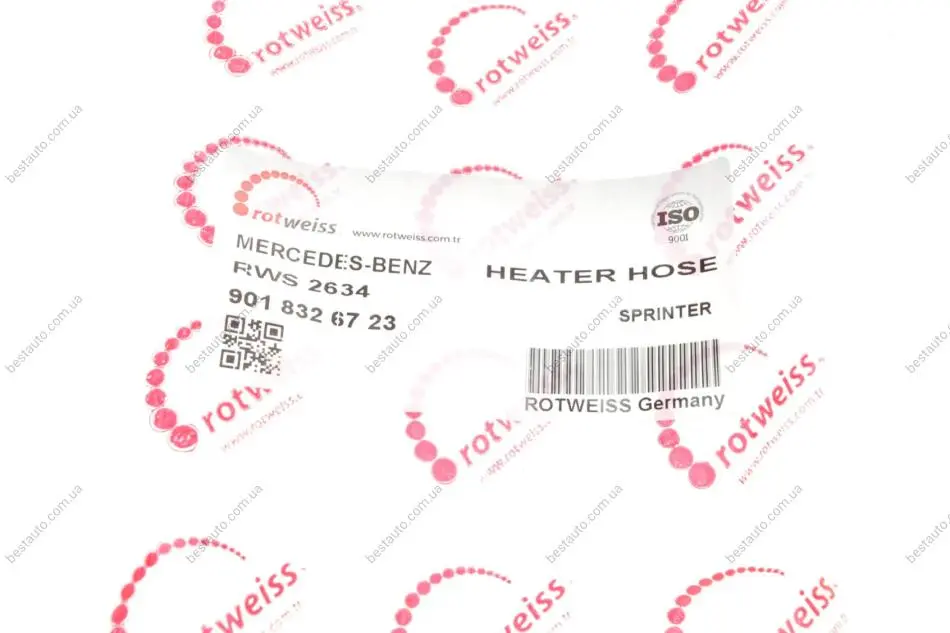 rotweiss
www.rotweiss.com.tr
ISO
9001
MERCEDES-BENZ
HEATER HOSE
RWS 2634
SPRINTER
901 832 67 23
ROTWEISS Germany
rotweiss
www.rotweiss.com.tr
bestauto.com.ua